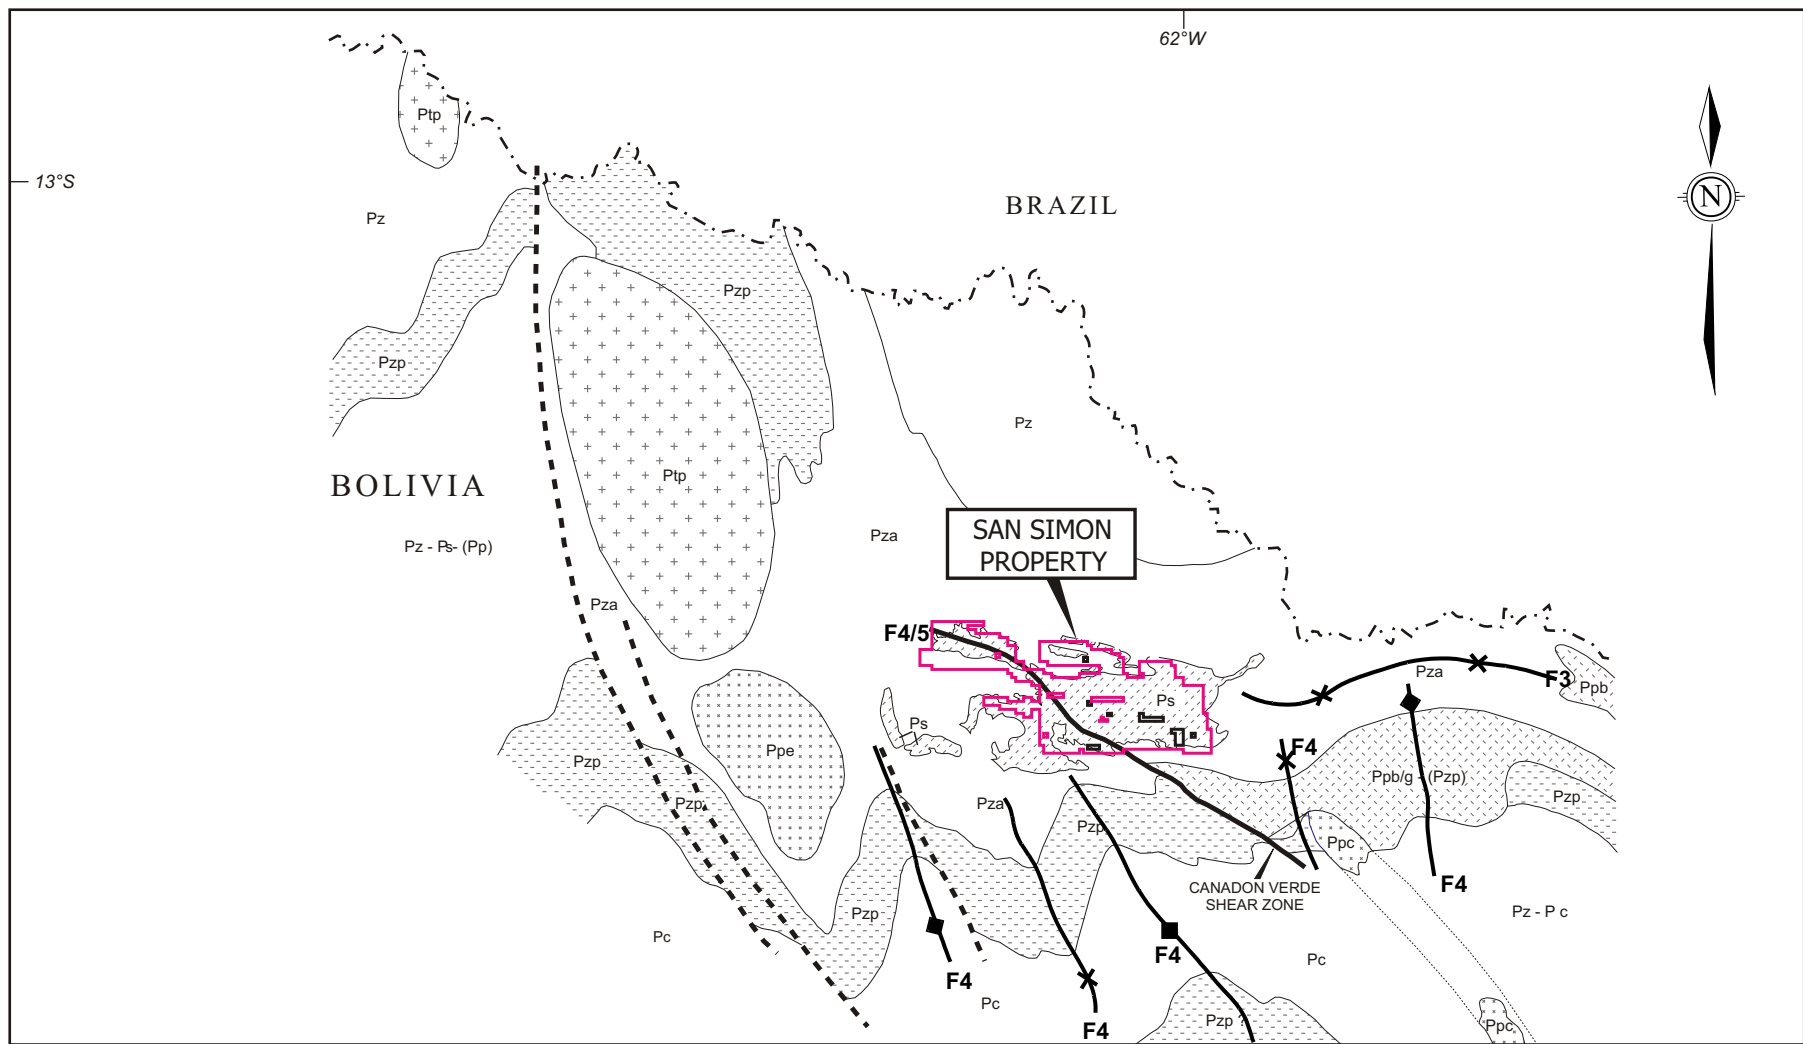 62°W
Ptp
13°S
N
BRAZIL
Pz
Pzp
Pzp
Pz
Ptp
BOLIVIA
SAN SIMON
PROPERTY
Pza
Pz - Ps- (Pp)
Pza
F4/5
Pza
F3
Ppb
Ps
Ps
Ppe
F4
Pzp
Ppb/g - (Pzp)
Pzp
Pzp
Pza
Pzp
Ppc
CANADON VERDE
SHEAR ZONE
F4
Pzp
Pz - P c
Pc
F4
Pc
F4
Pc
Pzp ?
Ppc
F4